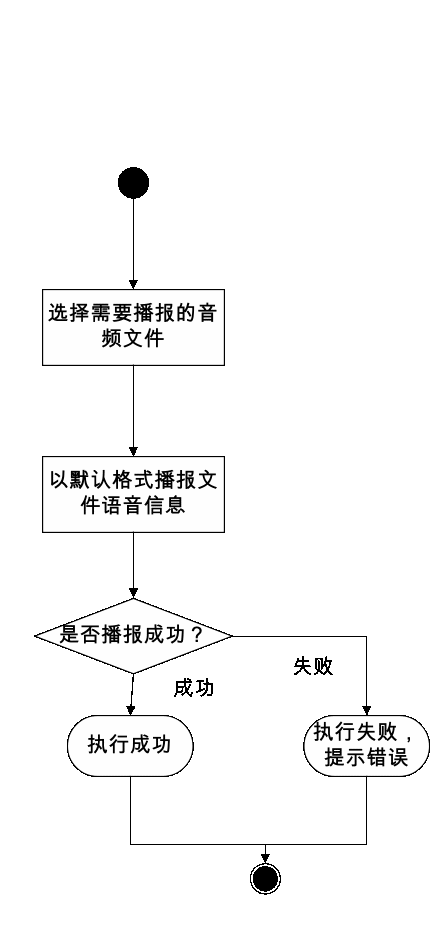 选择需要播报的音
频文件
以默认格式播报文
件语音信息
是否播报成功？
失败
成功
执行成功
执行失败，
提示错误